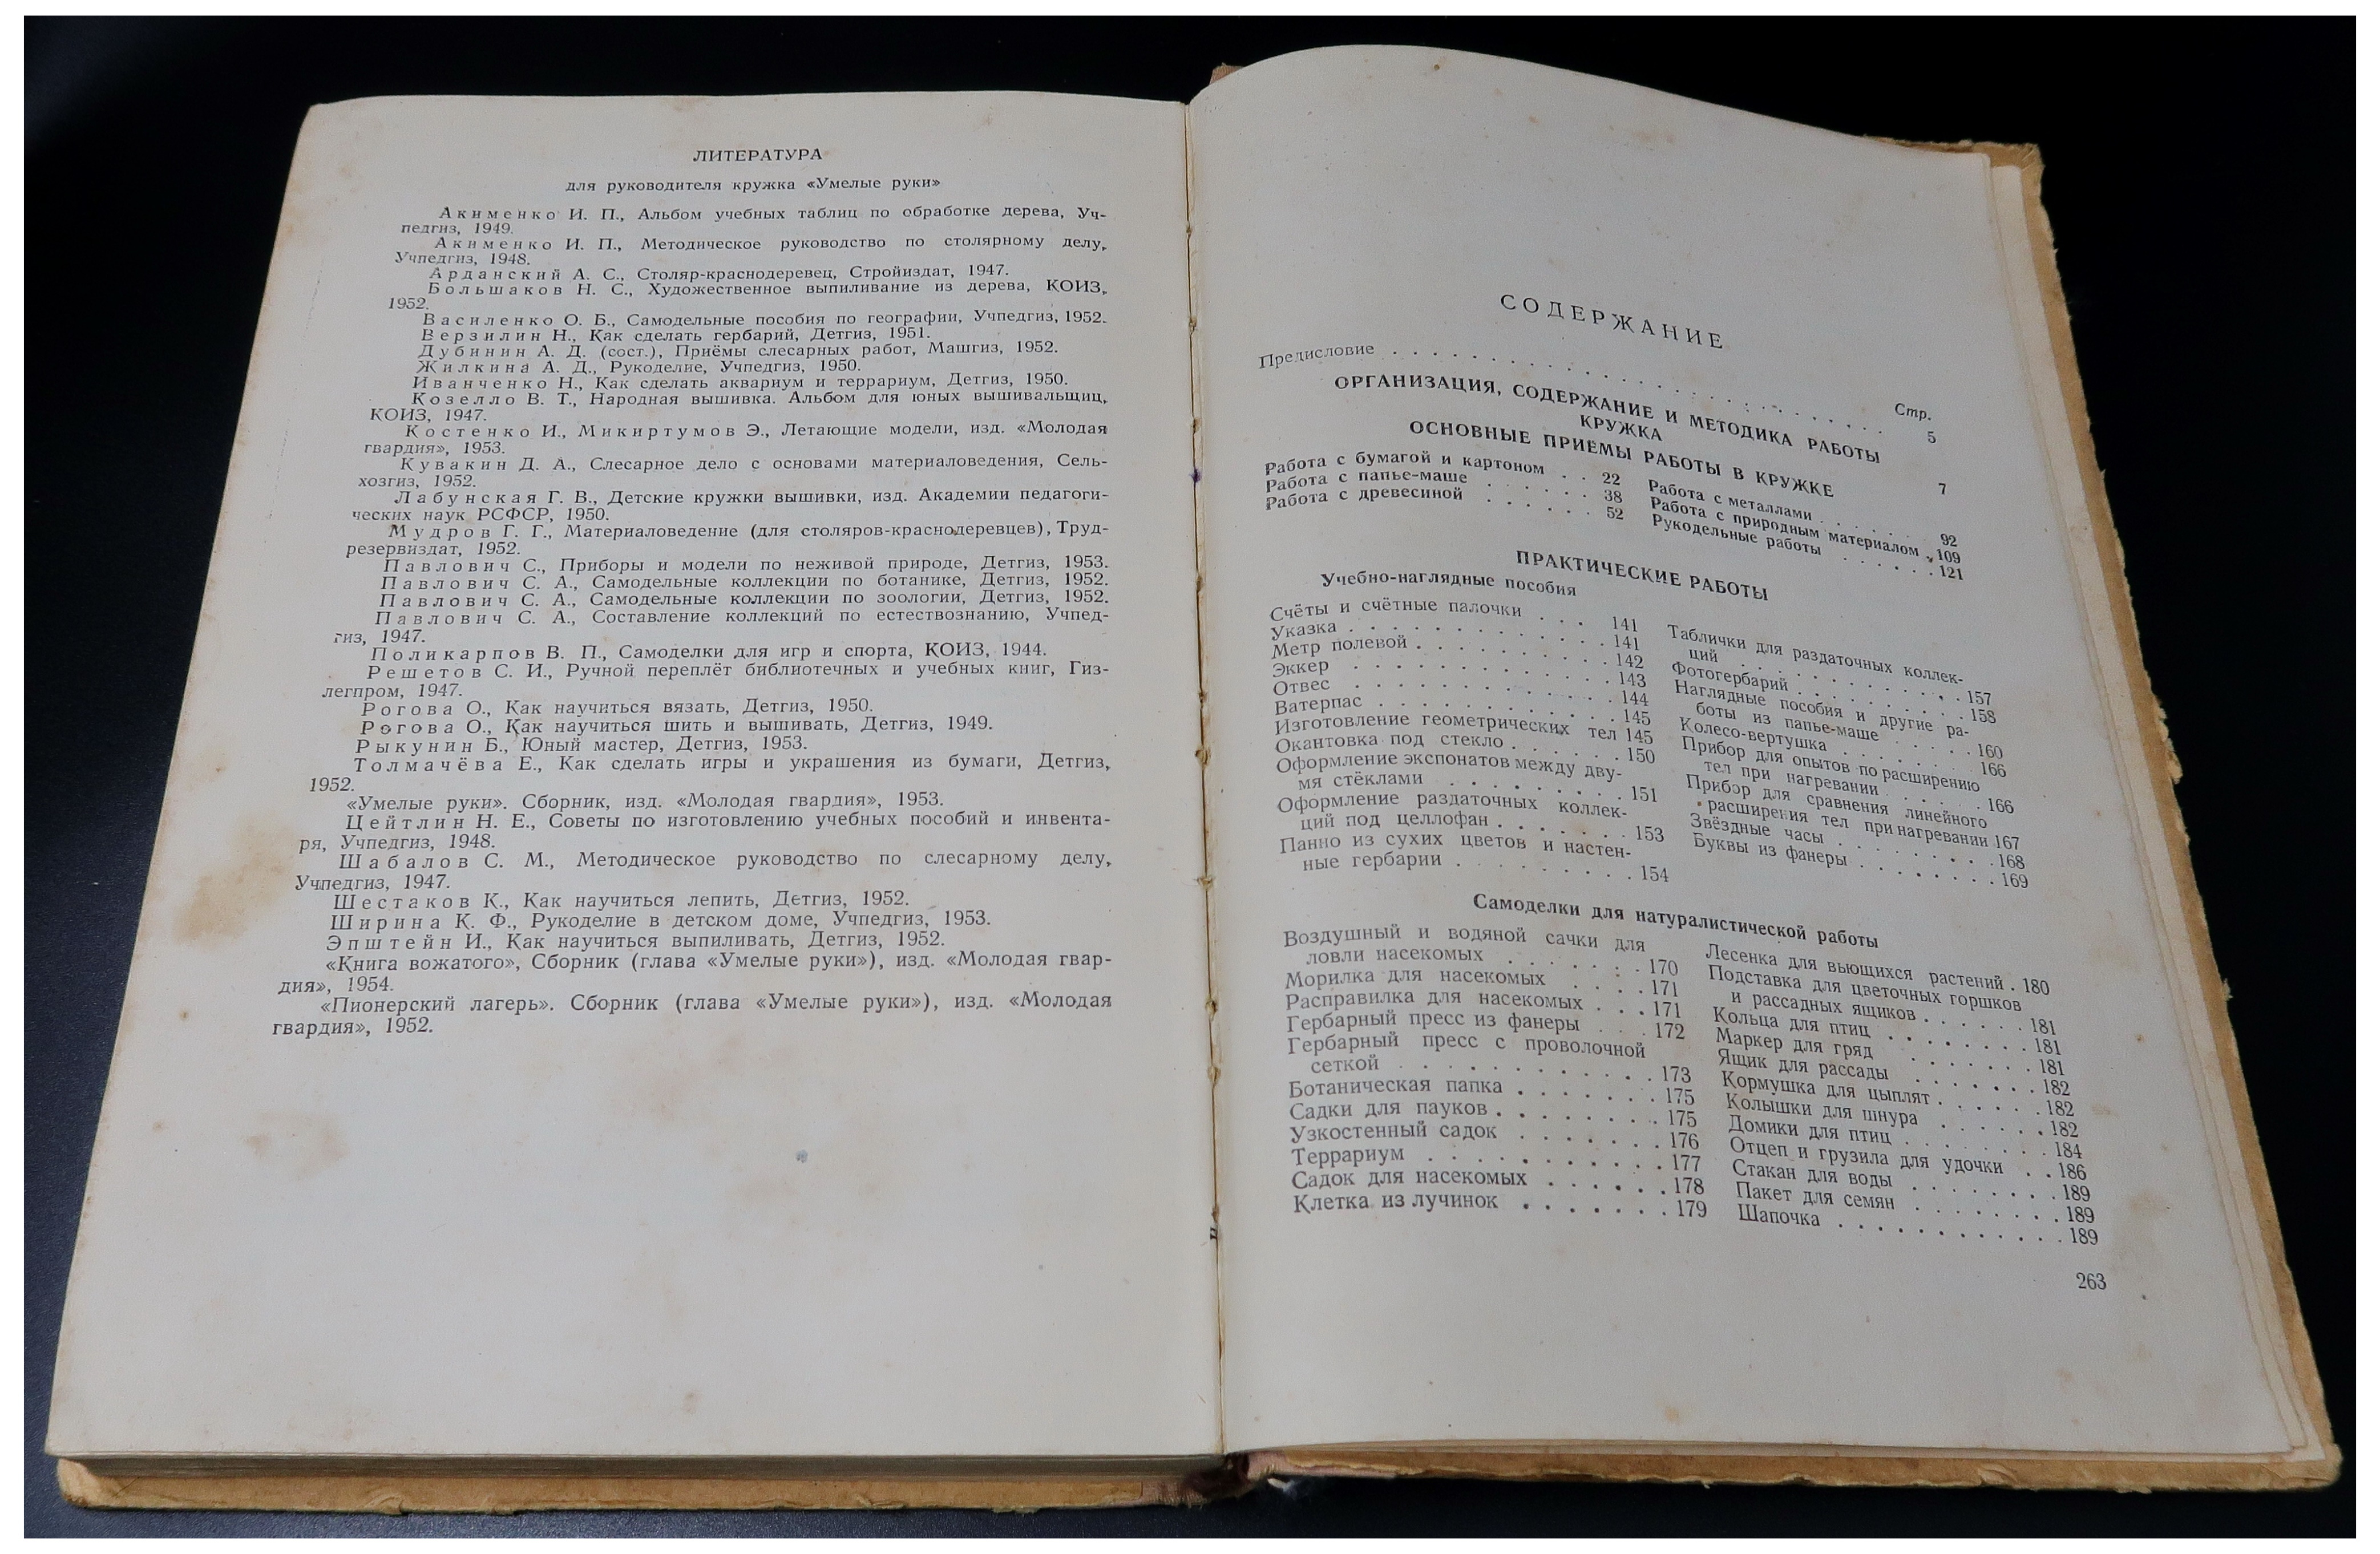 ЛИТЕРАТУРА
для руководителя кружка «Умелые руки»
Акименко И. П., Альбом учебных таблиц по обработке дерева, Уч-
педгиз, 1949.
Акименко И. П., Методическое руководство по столярному делу,
Учпедгиз, 1948.
Арданский А. С., Столяр-краснодеревец, Стройиздат, 1947.
Большаков Н. С., Художественное выпиливание из дерева, КОИЗ,
1952.
Василенко О. Б., Самодельные пособия по географии, Учпедгиз, 1952.
Верзилин Н., Как сделать гербарий, Детгиз, 1951.
Дубинин А. Д. (сост.), Приёмы слесарных работ, Машгиз, 1952.
Жилкина А. Д., Рукоделие, Учпедгиз, 1950.
Иванченко Н., Как сделать аквариум и террариум, Детгиз, 1950.
Козелло В. Т., Народная вышивка. Альбом для юных вышивальщиц,
КОИЗ, 1947.
Костенко И., Микиртумов Э., Летающие модели, изд. «Молодая
гвардия», 1953.
Кувакин Д. А., Слесарное дело с основами материаловедения, Сель-
хозгиз, 1952.
Лабунская Г. В., Детские кружки вышивки, изд. Академии педагоги-
ческих наук РСФСР, 1950.
Мудров Г. Г., Материаловедение (для столяров-краснодеревцев), Труд-
резервиздат, 1952.
Павлович С., Приборы и модели по неживой природе, Детгиз, 1953.
Павлович С. А., Самодельные коллекции по ботанике, Детгиз, 1952.
Павлович С. А., Самодельные коллекции по зоологии, Детгиз, 1952.
Павлович С. А., Составление коллекций по естествознанию, Учпед-
гиз, 1947.
Поликарпов В. П., Самоделки для игр и спорта, КОИЗ, 1944.
Решетов С. И., Ручной переплёт библиотечных и учебных книг, Гиз-
легпром, 1947.
Рогова О., Как научиться вязать, Детгиз, 1950.
Рогова О., Как научиться шить и вышивать, Детгиз, 1949.
Рыкунин Б., Юный мастер, Детгиз, 1953.
Толмачёва Е., Как сделать игры и украшения из бумаги, Детгиз,
1952.
«Умелые руки». Сборник, изд. «Молодая гвардия», 1953.
Цейтлин Н. Е., Советы по изготовлению учебных пособий и инвента-
ря, Учпедгиз, 1948.
Шабалов С. М., Методическое руководство по слесарному делу,
Учпедгиз, 1947.
Шестаков К., Как научиться лепить, Детгиз, 1952.
Ширина К. Ф., Рукоделие в детском доме, Учпедгиз, 1953.
Эпштейн И., Как научиться выпиливать, Детгиз, 1952.
«Книга вожатого», Сборник (глава «Умелые руки»), изд. «Молодая гвар-
дия», 1954.
«Пионерский лагерь». Сборник (глава «Умелые руки»), изд. «Молодая
гвардия», 1952.
СОДЕРЖАНИЕ
Стр.
Предисловие . . . . . 5
ОРГАНИЗАЦИЯ, СОДЕРЖАНИЕ И МЕТОДИКА РАБОТЫ
КРУЖКА 7
ОСНОВНЫЕ ПРИЁМЫ РАБОТЫ В КРУЖКЕ
Работа с бумагой и картоном . . 22
Работа с папье-маше . . . . . 38
Работа с древесиной . . . . . 52
Работа с металлами . . . . . 92
Работа с природным материалом . 109
Рукодельные работы . . . . . 121
ПРАКТИЧЕСКИЕ РАБОТЫ
Учебно-наглядные пособия
Счёты и счётные палочки . . . 141
Указка . . . . . 141
Метр полевой . . . . . 142
Эккер . . . . . 143
Отвес . . . . . 144
Ватерпас . . . . . 145
Изготовление геометрических тел 145
Окантовка под стекло . . . . . 150
Оформление экспонатов между дву-
мя стёклами . . . . . 151
Оформление раздаточных коллек-
ций под целлофан . . . . . 153
Панно из сухих цветов и настен-
ные гербарии . . . . . 154
Таблички для раздаточных коллек-
ций . . . . . 157
Фотогербарий . . . . . 158
Наглядные пособия и другие ра-
боты из папье-маше . . . . . 160
Колесо-вертушка . . . . . 166
Прибор для опытов по расширению
тел при нагревании . . . . . 166
Прибор для сравнения линейного
расширения тел при нагревании 167
Звёздные часы . . . . . 168
Буквы из фанеры . . . . . 169
Самоделки для натуралистической работы
Воздушный и водяной сачки для
ловли насекомых . . . . . 170
Морилка для насекомых . . . . 171
Расправилка для насекомых . . . 171
Гербарный пресс из фанеры . . . 172
Гербарный пресс с проволочной
сеткой . . . . . 173
Ботаническая папка . . . . . 175
Садки для пауков . . . . . 175
Узкостенный садок . . . . . 176
Террариум . . . . . 177
Садок для насекомых . . . . . 178
Клетка из лучинок . . . . . 179
Лесенка для вьющихся растений . 180
Подставка для цветочных горшков
и рассадных ящиков . . . . . 181
Кольца для птиц . . . . . 181
Маркер для гряд . . . . . 181
Ящик для рассады . . . . . 182
Кормушка для цыплят . . . . . 182
Колышки для шнура . . . . . 182
Домики для птиц . . . . . 184
Отцеп и грузила для удочки . . 186
Стакан для воды . . . . . 189
Пакет для семян . . . . . 189
Шапочка . . . . . 189
263